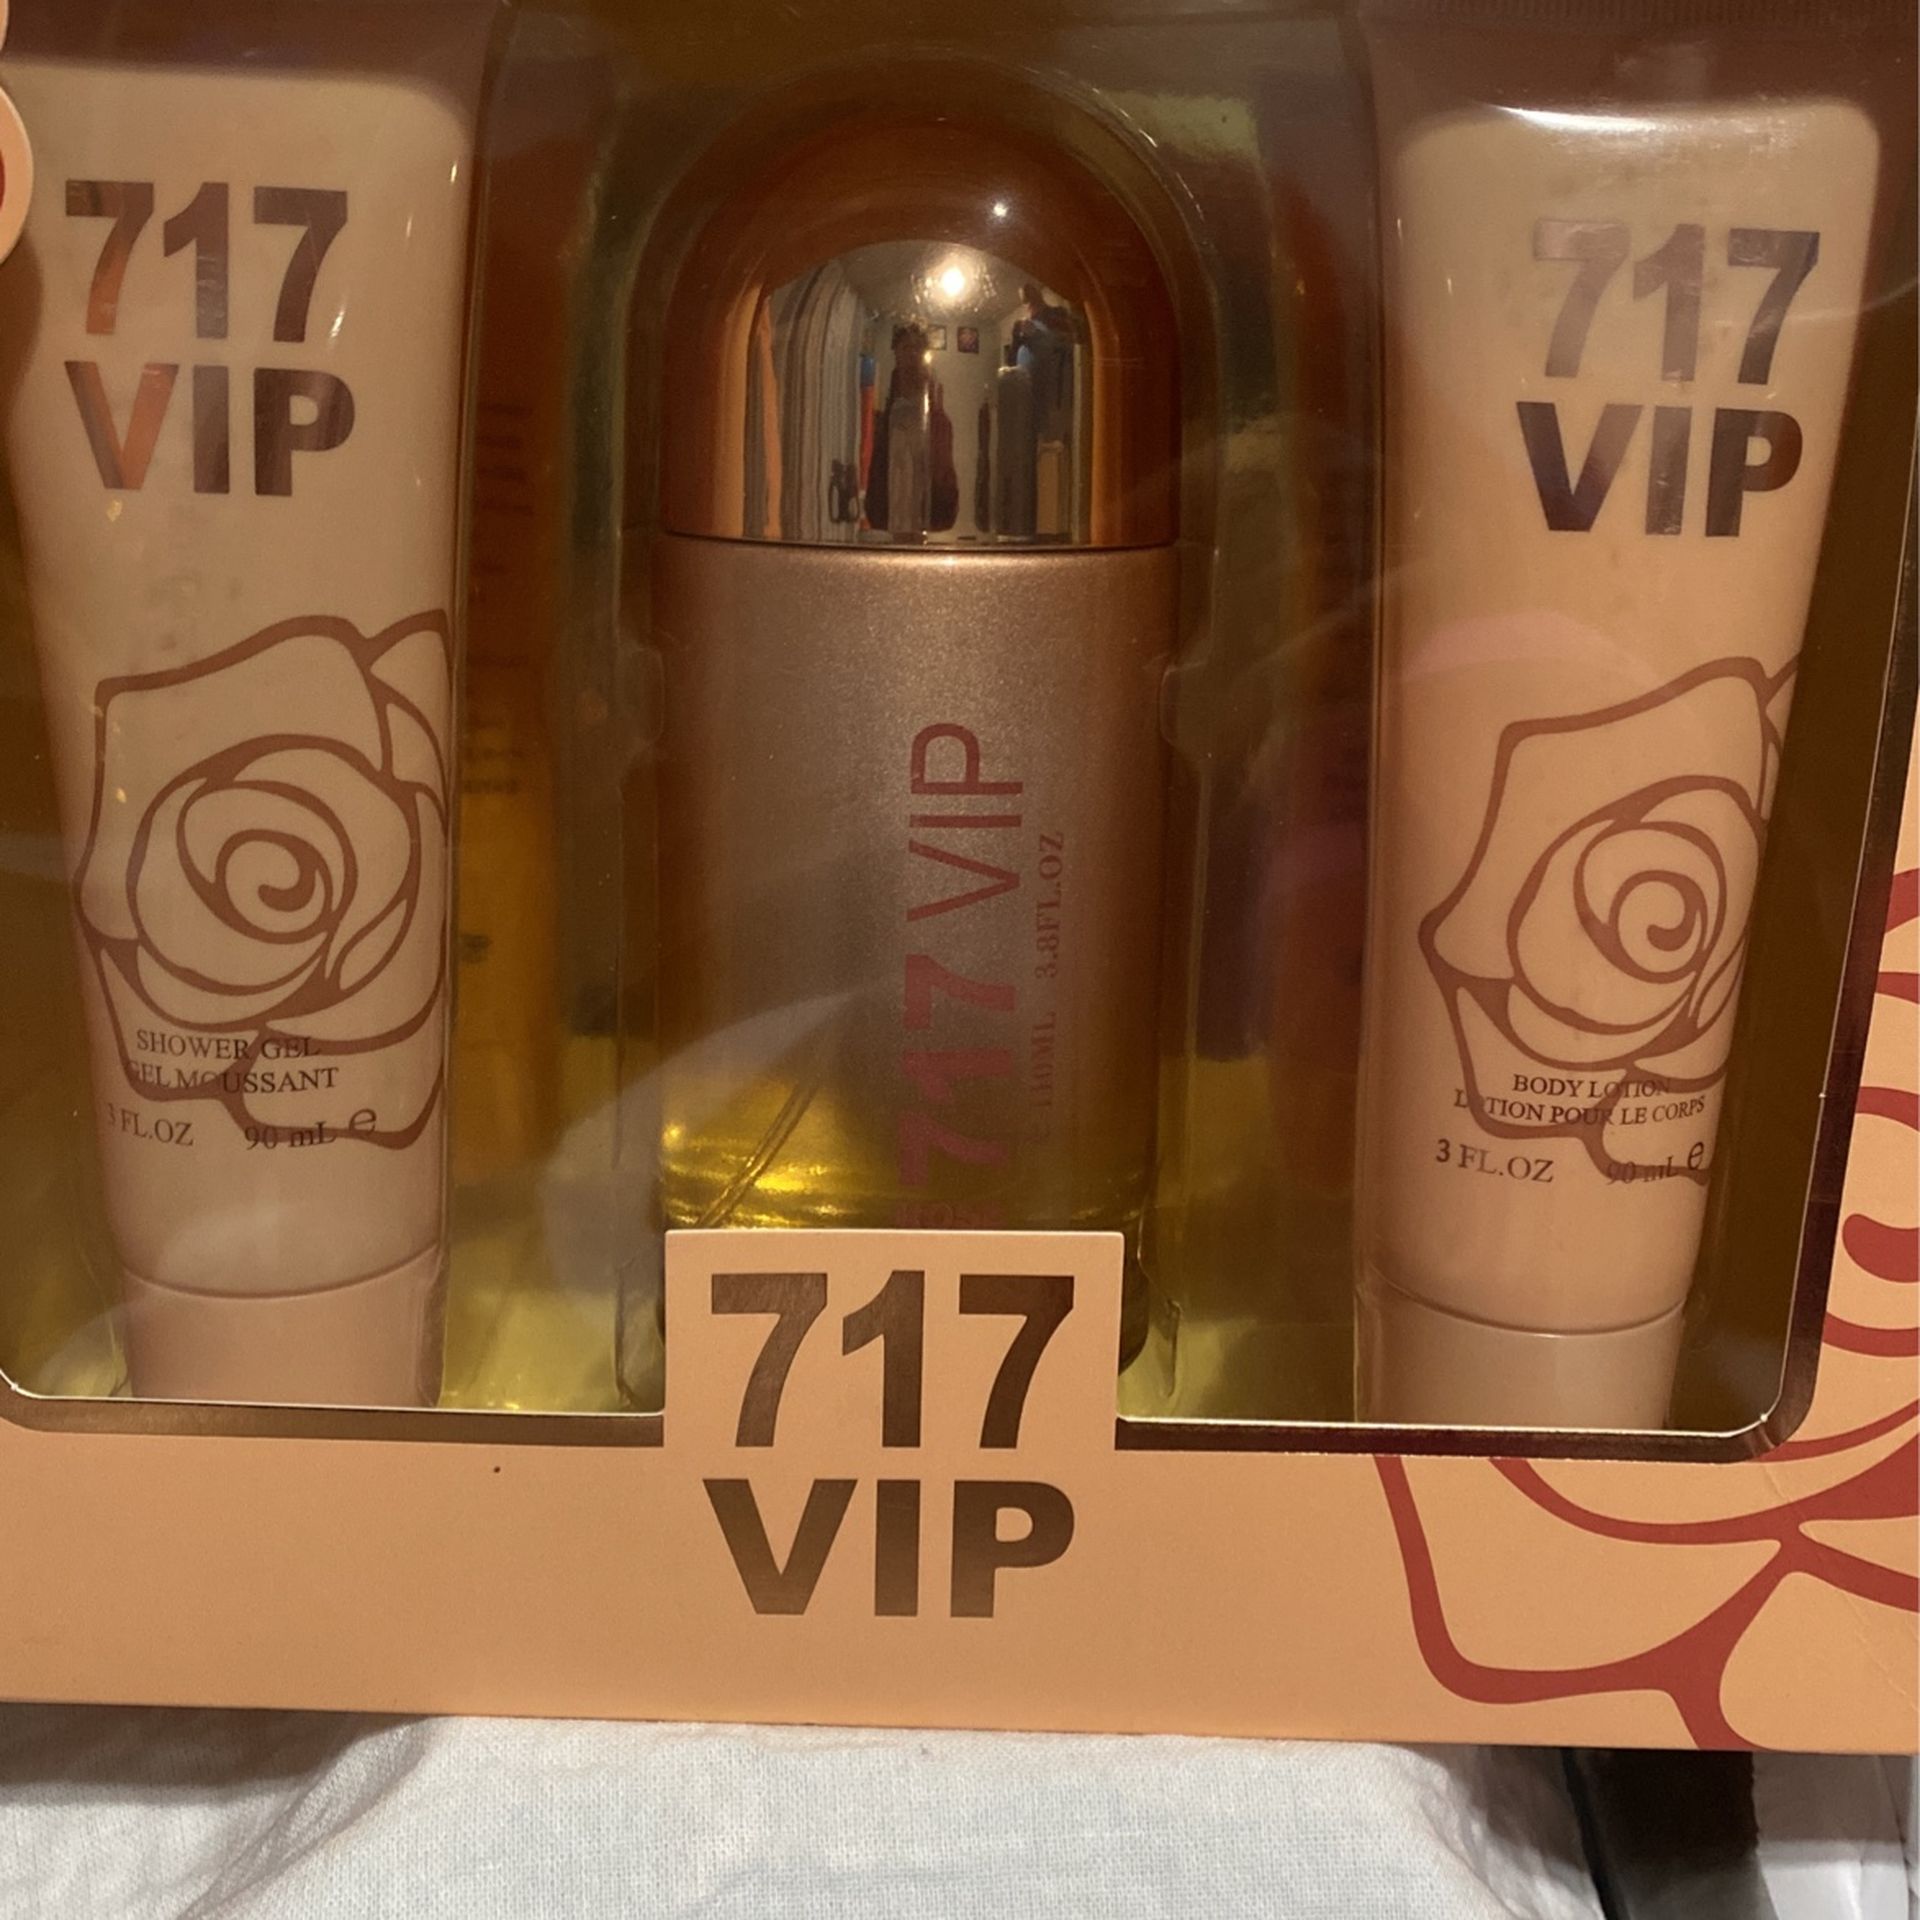 717
VIP
SHOWER GEL
GEL MOUSSANT
3 FL.OZ 90 mL e
717 VIP
110ML 3.8FL.OZ
717
VIP
BODY LOTION
LOTION POUR LE CORPS
3 FL.OZ 90 mL e
717
VIP